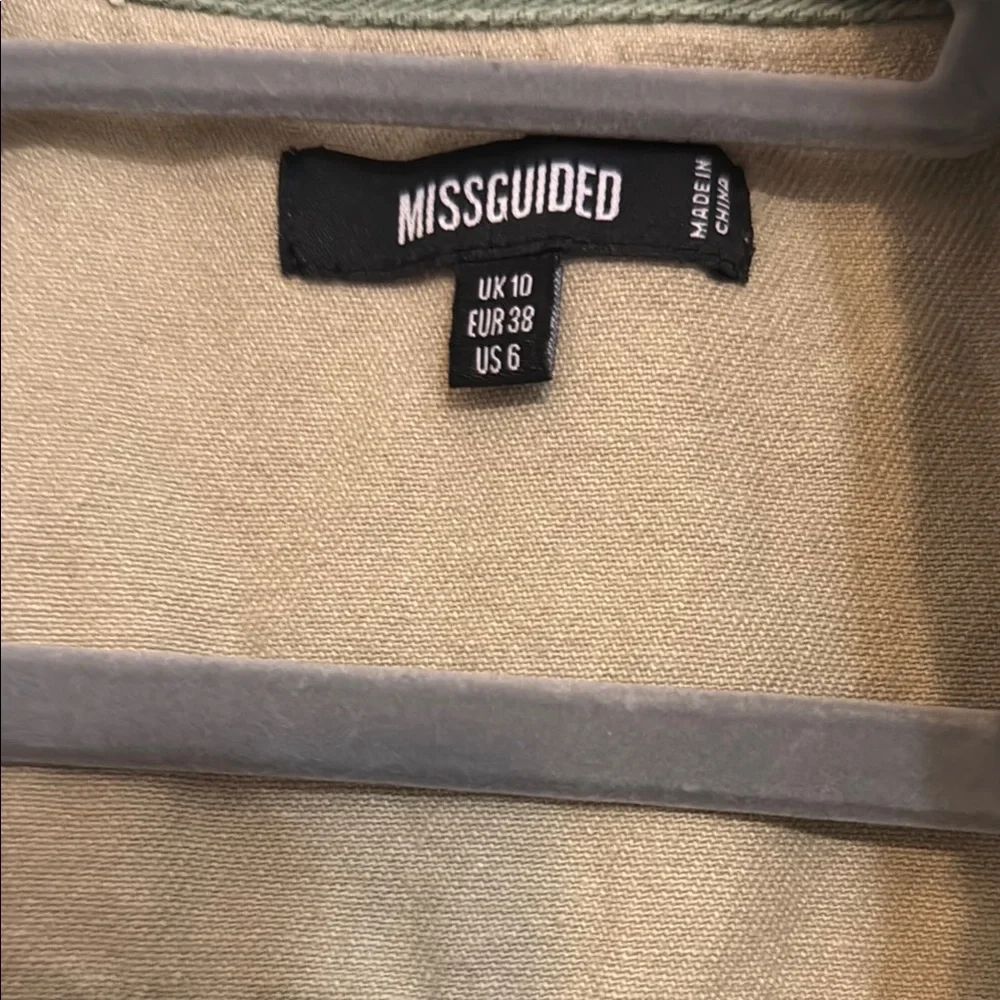 MISSGUIDED
MADE IN
CHINA
UK 10
EUR 38
US 6